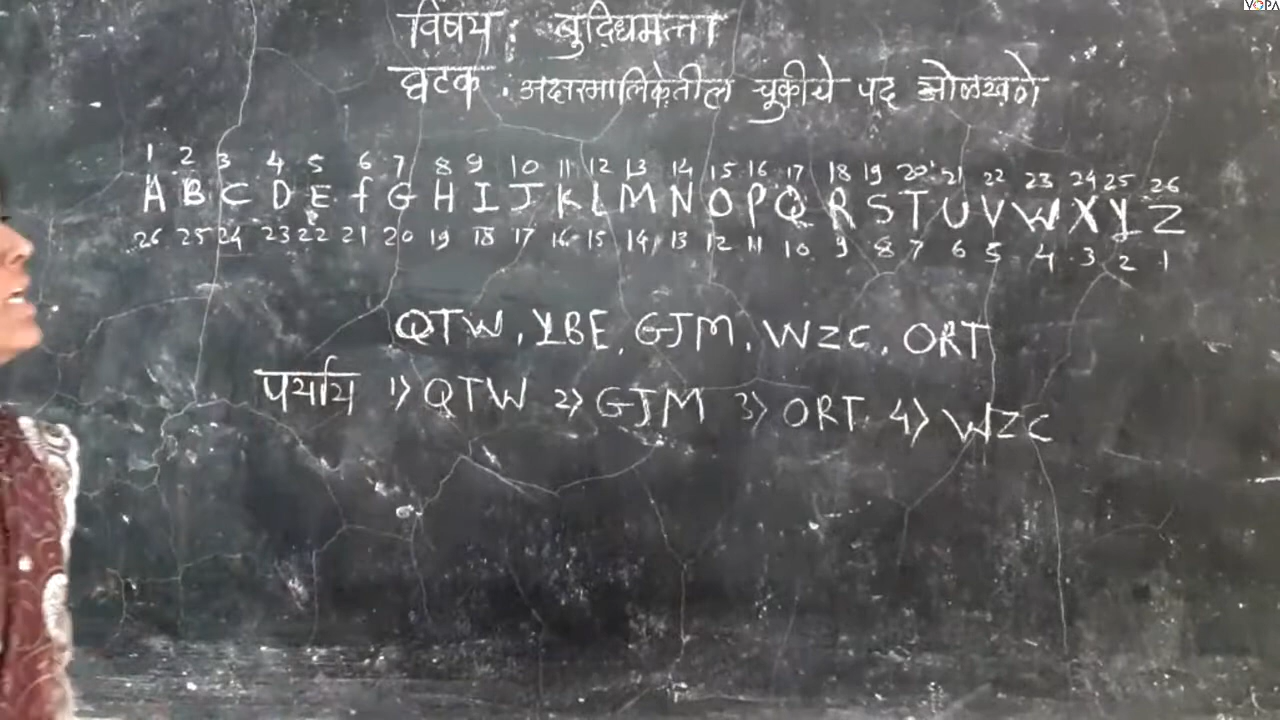 VOPA
विषय : बुद्धिमत्ता
घटक . अक्षरमालिकेतील चुकीचे पद ओळखणे
1 2 3 4 5 6 7 8 9 10 11 12 13 14 15 16 17 18 19 20 21 22 23 24 25 26
A B C D E f G H I J K L M N O P Q R S T U V W X Y Z
26 25 24 23 22 21 20 19 18 17 16 15 14 13 12 11 10 9 8 7 6 5 4 3 2 1
QTW, YBE, GJM, WZC, ORT
पर्याय 1) QTW 2) GJM 3) ORT 4) WZC